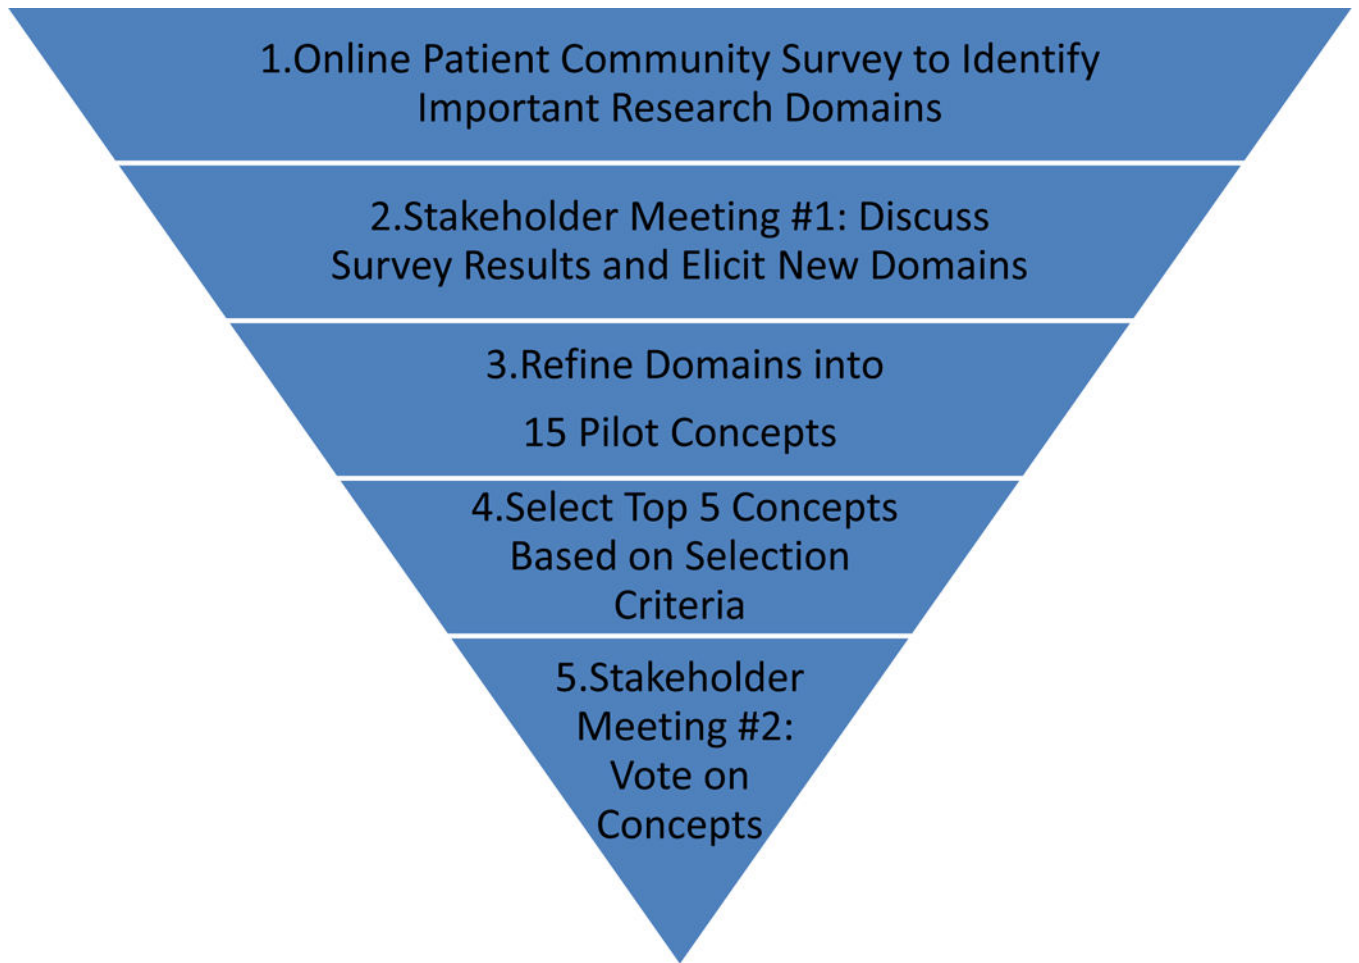 1.Online Patient Community Survey to Identify
Important Research Domains
2.Stakeholder Meeting #1: Discuss
Survey Results and Elicit New Domains
3.Refine Domains into
15 Pilot Concepts
4.Select Top 5 Concepts
Based on Selection
Criteria
5.Stakeholder
Meeting #2:
Vote on
Concepts